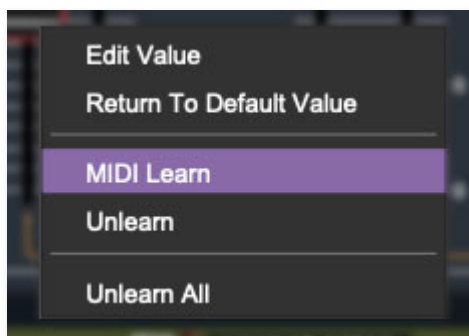 Edit Value
Return To Default Value
MIDI Learn
Unlearn
Unlearn All